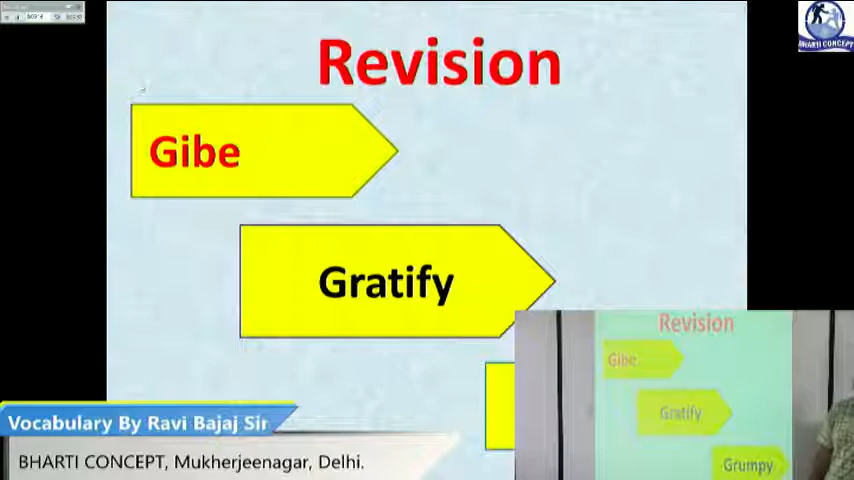 BHARTI CONCEPT
Revision
Gibe
Gratify
Revision
Gibe
Gratify
Grumpy
Vocabulary By Ravi Bajaj Sir
BHARTI CONCEPT, Mukherjeenagar, Delhi.